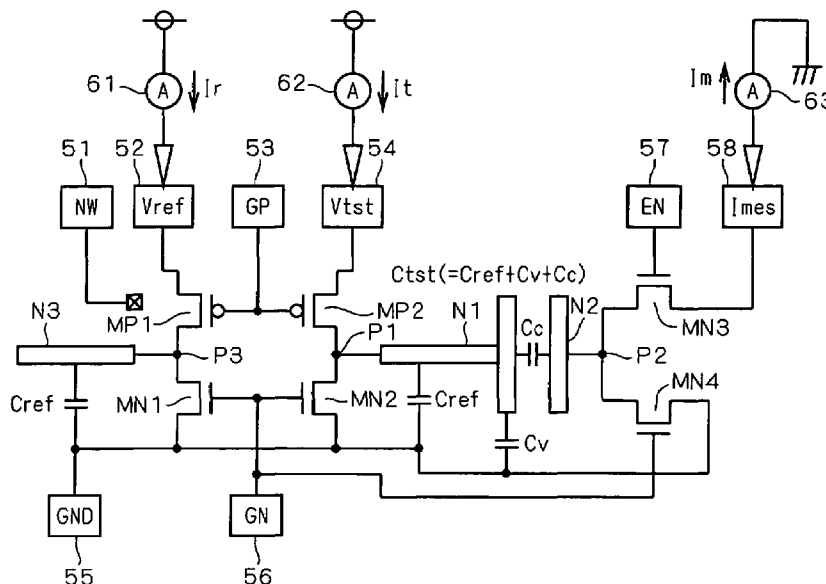 61 A Ir
62 A It
Im A 63
51 52 53 54 57 58
NW Vref GP Vtst EN Imes
Ctst(=Cref+Cv+Cc)
N3 MP1 MP2 N1 N2 MN3
Cc
P3 P1 P2
MN4
Cref MN1 MN2 Cref
Cv
GND GN
55 56